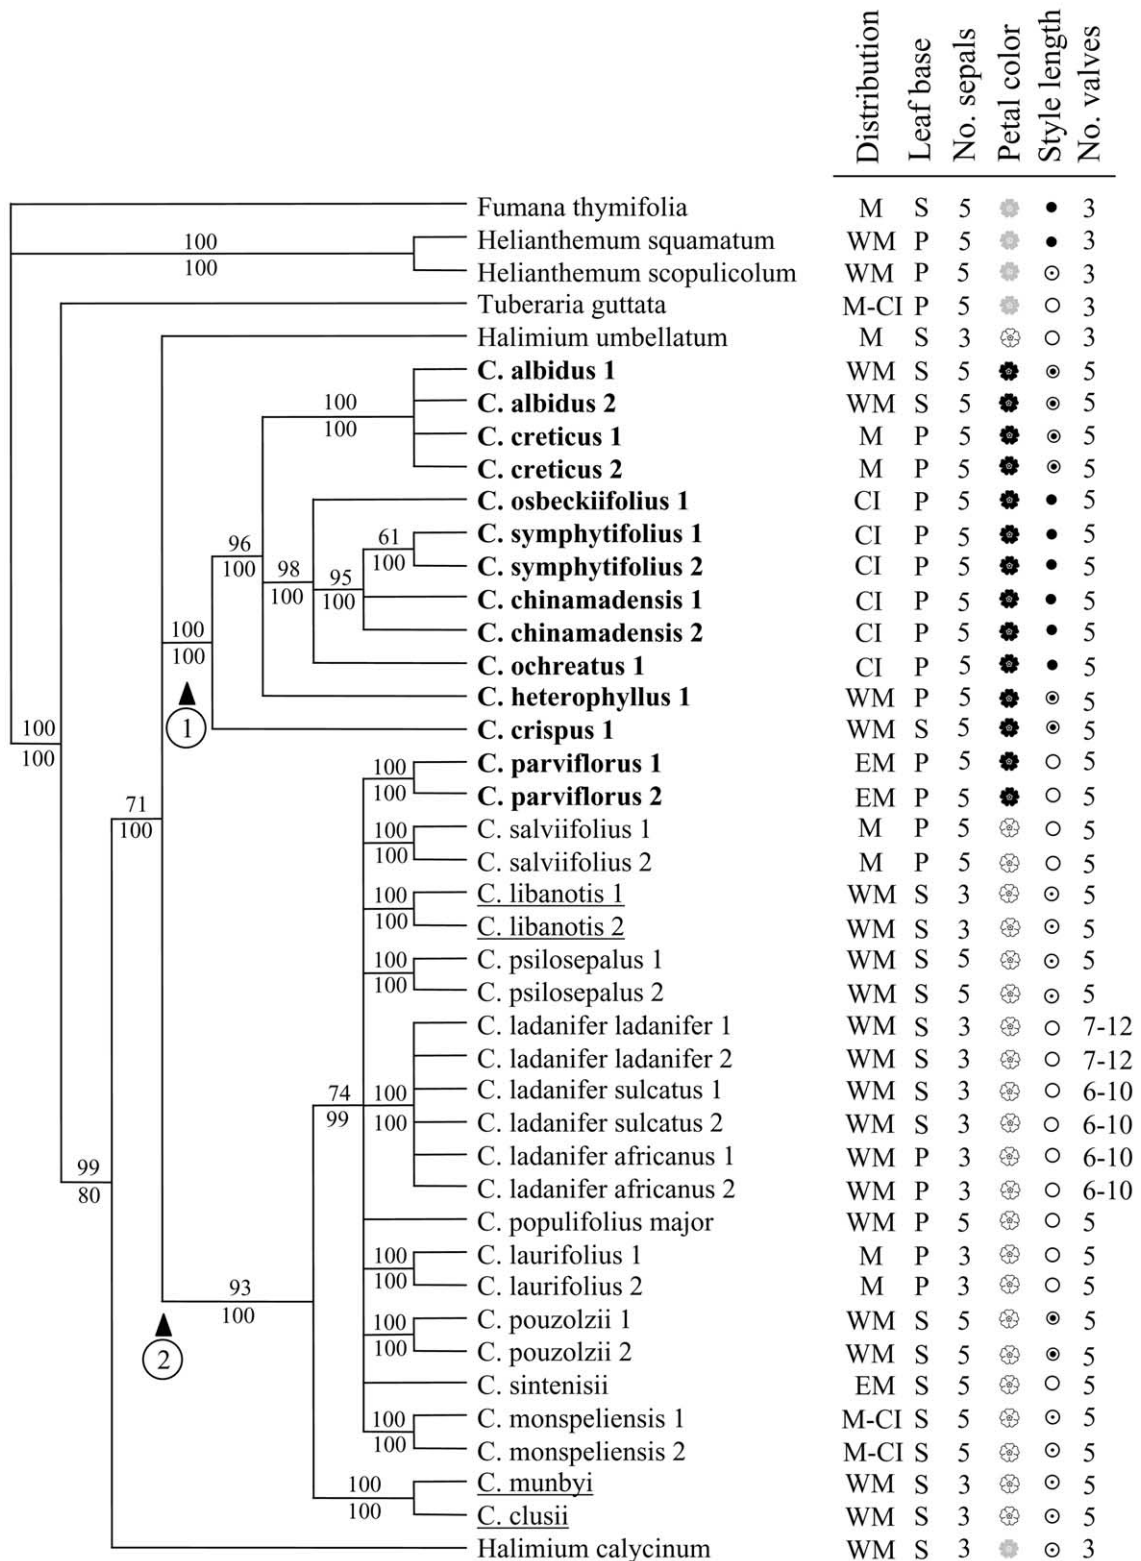 Distribution
Leaf base
No. sepals
Petal color
Style length
No. valves
Fumana thymifolia M S 5 3
100
100
Helianthemum squamatum WM P 5 3
Helianthemum scopulicolum WM P 5 3
Tuberaria guttata M-CI P 5 3
Halimium umbellatum M S 3 3
C. albidus 1 WM S 5 5
100
100
C. albidus 2 WM S 5 5
C. creticus 1 M P 5 5
C. creticus 2 M P 5 5
C. osbeckiifolius 1 CI P 5 5
61
100
C. symphytifolius 1 CI P 5 5
C. symphytifolius 2 CI P 5 5
96
100
98
100
95
100
C. chinamadensis 1 CI P 5 5
C. chinamadensis 2 CI P 5 5
100
100
C. ochreatus 1 CI P 5 5
C. heterophyllus 1 WM P 5 5
1
C. crispus 1 WM S 5 5
100
100
100
100
C. parviflorus 1 EM P 5 5
C. parviflorus 2 EM P 5 5
71
100
100
100
C. salviifolius 1 M P 5 5
C. salviifolius 2 M P 5 5
100
100
C. libanotis 1 WM S 3 5
C. libanotis 2 WM S 3 5
100
100
C. psilosepalus 1 WM S 5 5
C. psilosepalus 2 WM S 5 5
C. ladanifer ladanifer 1 WM S 3 7-12
C. ladanifer ladanifer 2 WM S 3 7-12
74
99
100
100
C. ladanifer sulcatus 1 WM S 3 6-10
C. ladanifer sulcatus 2 WM S 3 6-10
C. ladanifer africanus 1 WM P 3 6-10
99
80
C. ladanifer africanus 2 WM P 3 6-10
C. populifolius major WM P 5 5
100
100
C. laurifolius 1 M P 3 5
C. laurifolius 2 M P 3 5
93
100
100
100
C. pouzolzii 1 WM S 5 5
2
C. pouzolzii 2 WM S 5 5
C. sintenisii EM S 5 5
100
100
C. monspeliensis 1 M-CI S 5 5
C. monspeliensis 2 M-CI S 5 5
100
100
C. munbyi WM S 3 5
C. clusii WM S 3 5
Halimium calycinum WM S 3 3